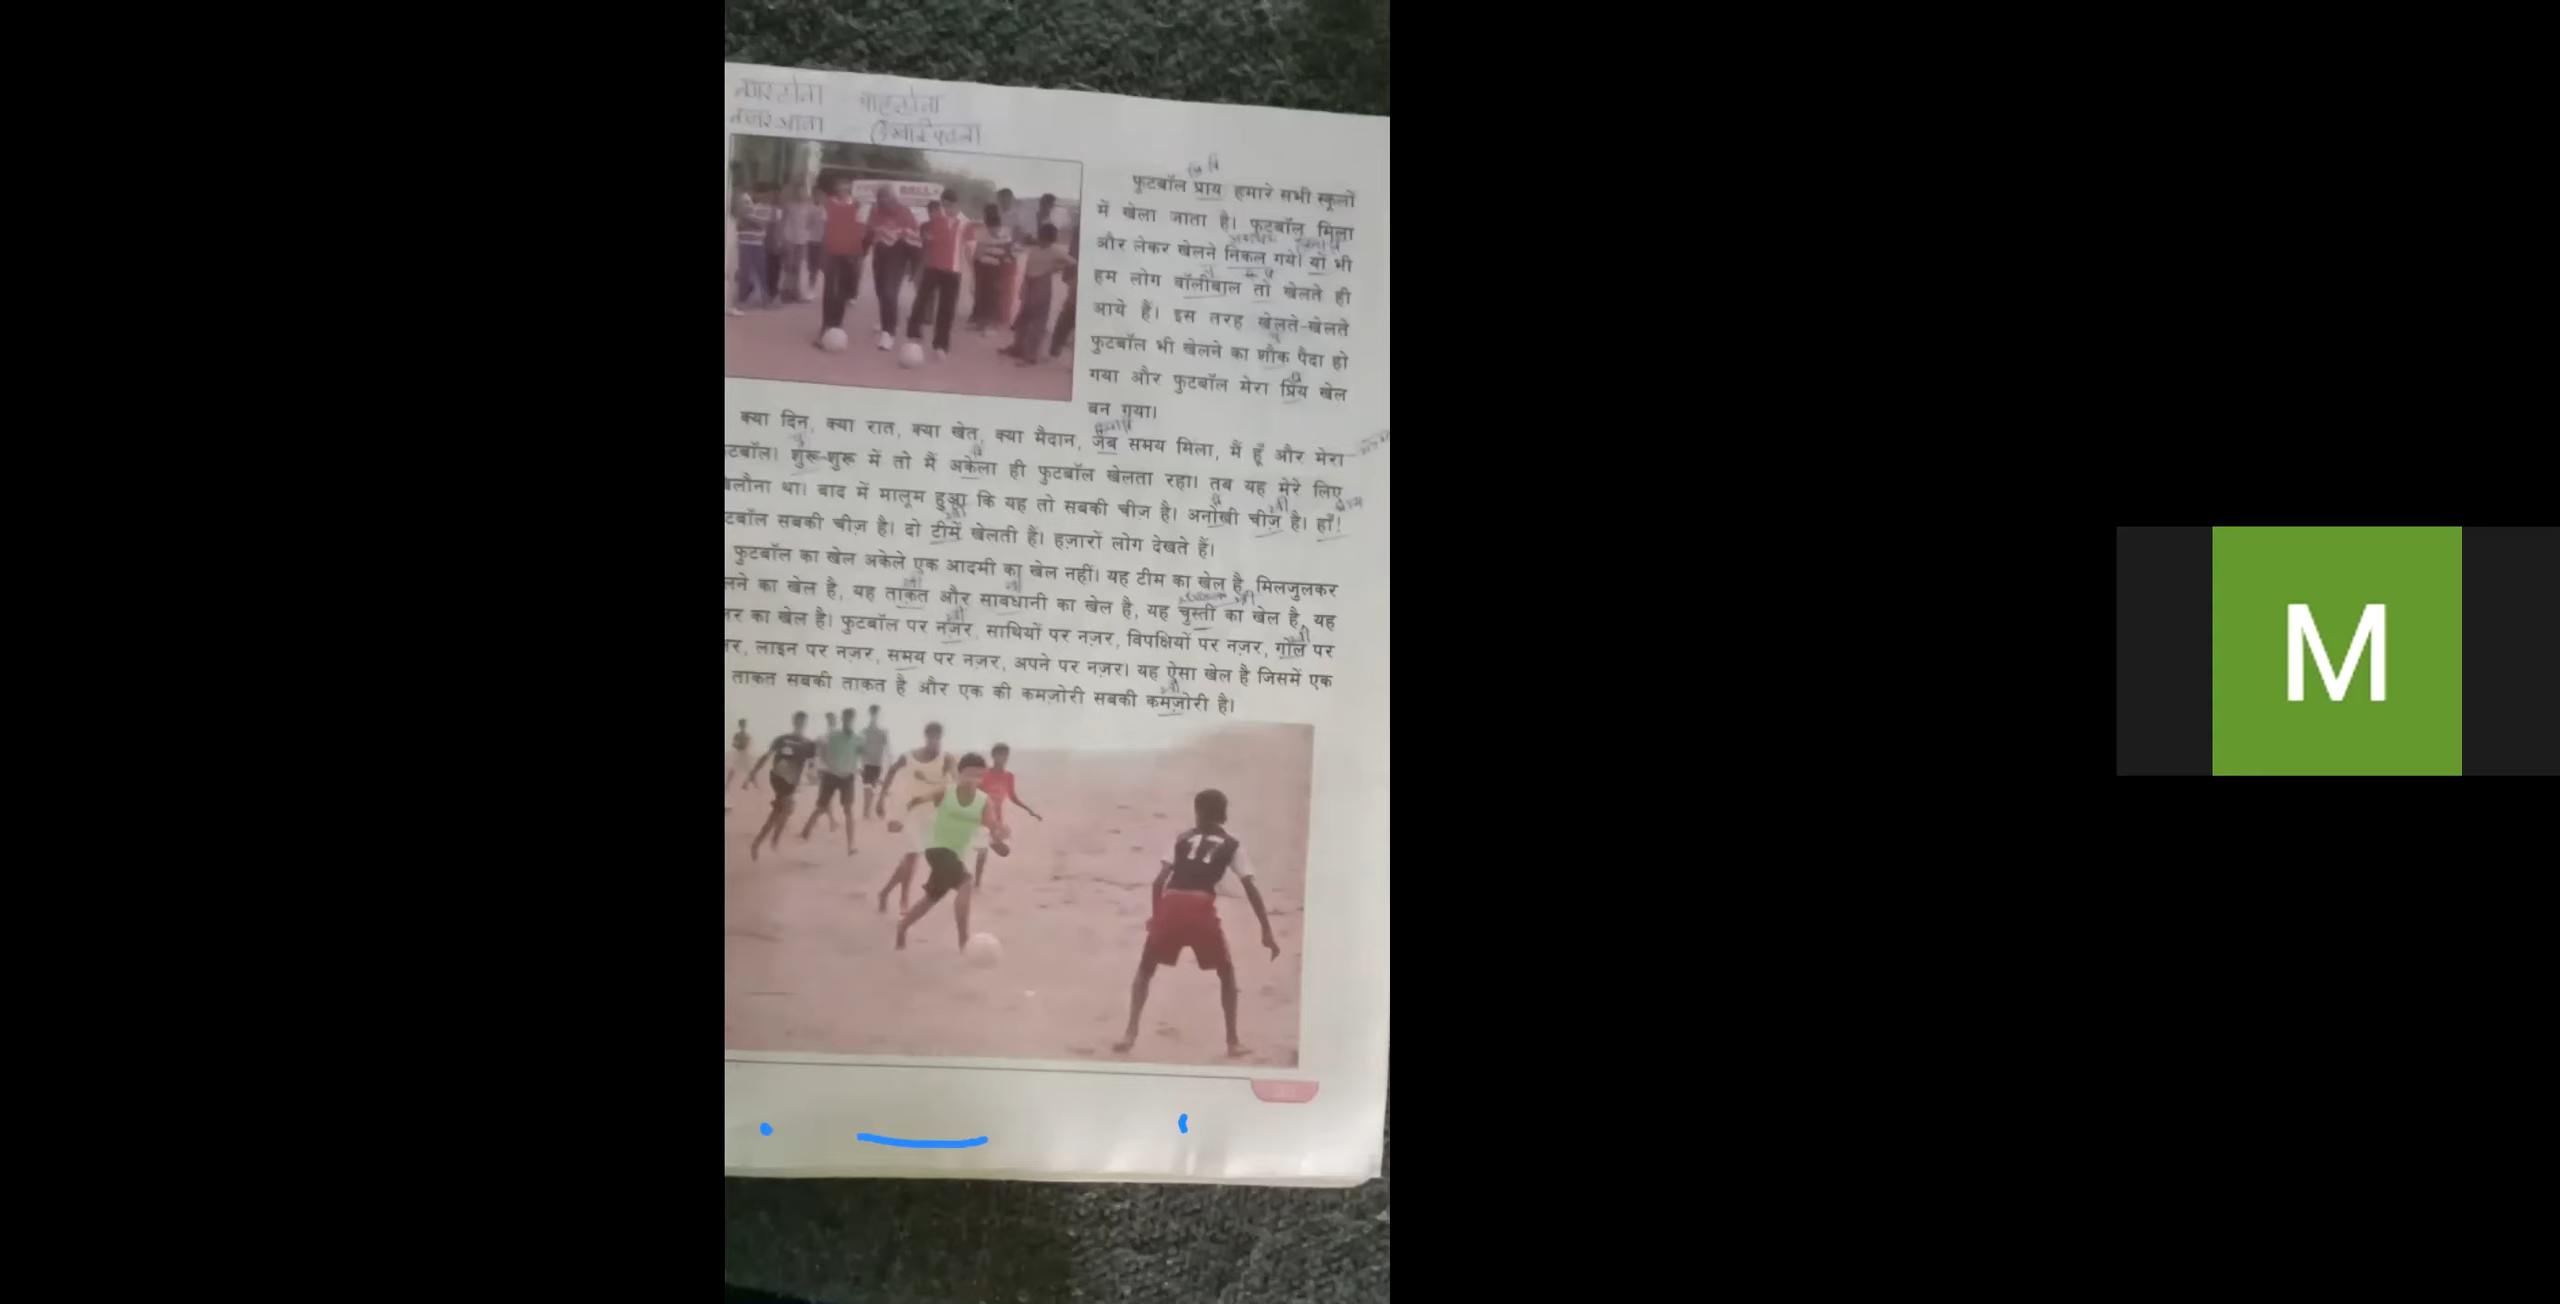 फुटबॉल प्राय हमारे सभी स्कूलों
में खेला जाता है। फुटबॉल मिला
और लेकर खेलने निकल गये। यों भी
हम लोग बॉलीबाल तो खेलते ही
आये हैं। इस तरह खेलते-खेलते
फुटबॉल भी खेलने का शौक पैदा हो
गया और फुटबॉल मेरा प्रिय खेल
बन गया।
क्या दिन, क्या रात, क्या खेत, क्या मैदान, जब समय मिला, मैं हूँ और मेरा
टबॉल। शुरू-शुरू में तो मैं अकेला ही फुटबॉल खेलता रहा। तब यह मेरे लिए
लौना था। बाद में मालूम हुआ कि यह तो सबकी चीज़ है। अनोखी चीज़ है। हाँ!
टबॉल सबकी चीज़ है। दो टीमें खेलती हैं। हज़ारों लोग देखते हैं।
फुटबॉल का खेल अकेले एक आदमी का खेल नहीं। यह टीम का खेल है, मिलजुलकर
लने का खेल है, यह ताकत और सावधानी का खेल है, यह चुस्ती का खेल है, यह
र का खेल है। फुटबॉल पर नज़र, साथियों पर नज़र, विपक्षियों पर नज़र, गोल पर
र, लाइन पर नज़र, समय पर नज़र, अपने पर नज़र। यह ऐसा खेल है जिसमें एक
ताकत सबकी ताकत है और एक की कमज़ोरी सबकी कमज़ोरी है।
17
M